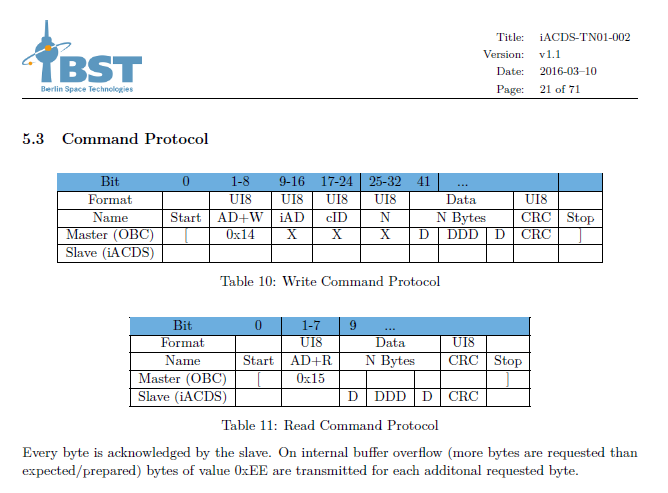 BST
Berlin Space Technologies
Title: iACDS-TN01-002
Version: v1.1
Date: 2016-03–10
Page: 21 of 71
5.3 Command Protocol
Bit 0 1-8 9-16 17-24 25-32 41 ...
Format UI8 UI8 UI8 UI8 Data UI8
Name Start AD+W iAD cID N N Bytes CRC Stop
Master (OBC) [ 0x14 X X X D DDD D CRC ]
Slave (iACDS)
Table 10: Write Command Protocol
Bit 0 1-7 9 ...
Format UI8 Data UI8
Name Start AD+R N Bytes CRC Stop
Master (OBC) [ 0x15 ]
Slave (iACDS) D DDD D CRC
Table 11: Read Command Protocol
Every byte is acknowledged by the slave. On internal buffer overflow (more bytes are requested than
expected/prepared) bytes of value 0xEE are transmitted for each additonal requested byte.